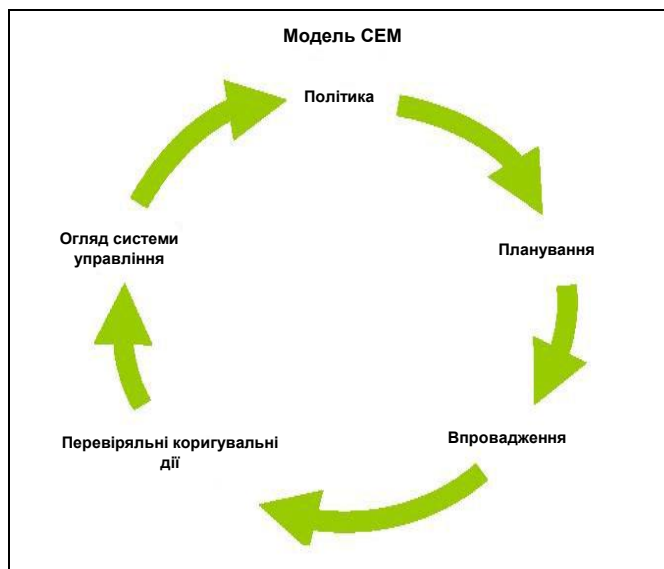 Модель СЕМ
Політика
Планування
Впровадження
Перевіряльні коригувальні
дії
Огляд системи
управління